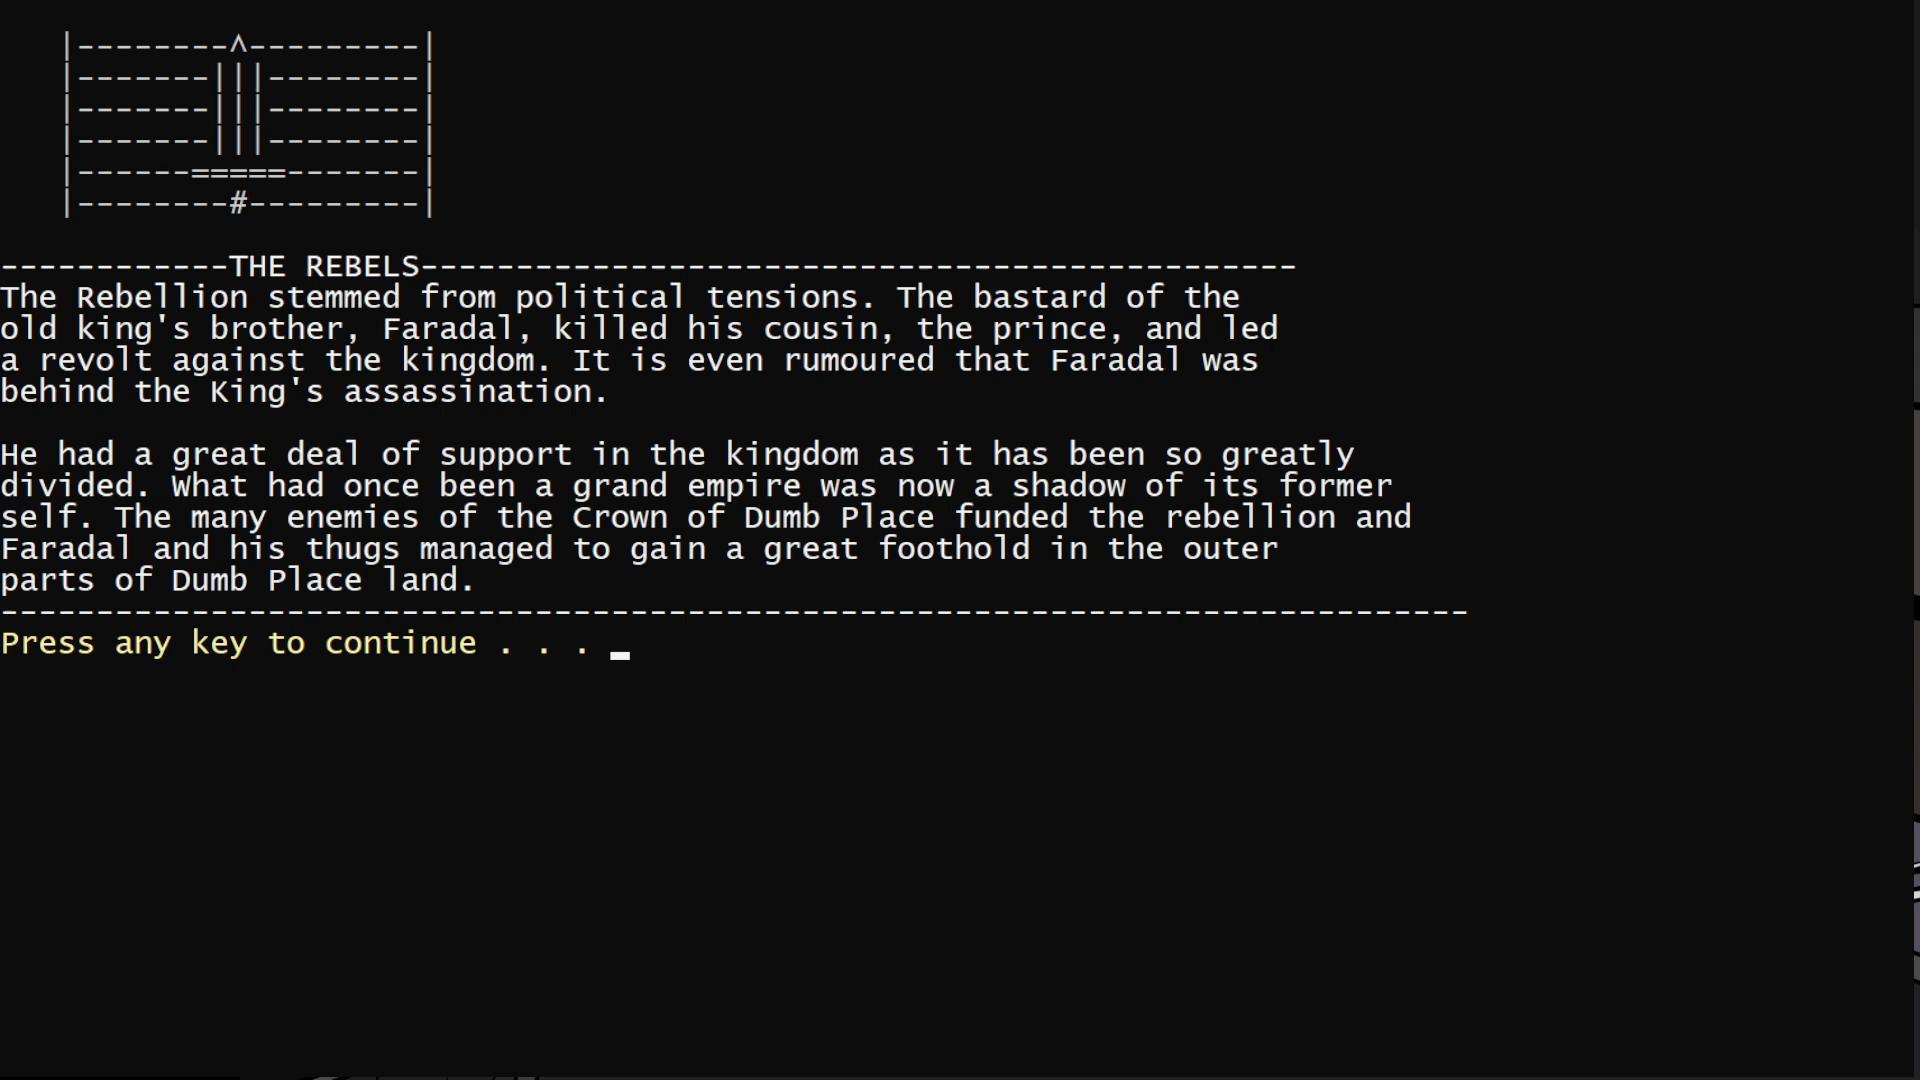 |--------^---------|
|-------|||--------|
|-------|||--------|
|-------|||--------|
|------=====-------|
|--------#---------|
------------THE REBELS----------------------------------------------
The Rebellion stemmed from political tensions. The bastard of the
old king's brother, Faradal, killed his cousin, the prince, and led
a revolt against the kingdom. It is even rumoured that Faradal was
behind the King's assassination.
He had a great deal of support in the kingdom as it has been so greatly
divided. What had once been a grand empire was now a shadow of its former
self. The many enemies of the Crown of Dumb Place funded the rebellion and
Faradal and his thugs managed to gain a great foothold in the outer
parts of Dumb Place land.
-----------------------------------------------------------------------------
Press any key to continue . . .